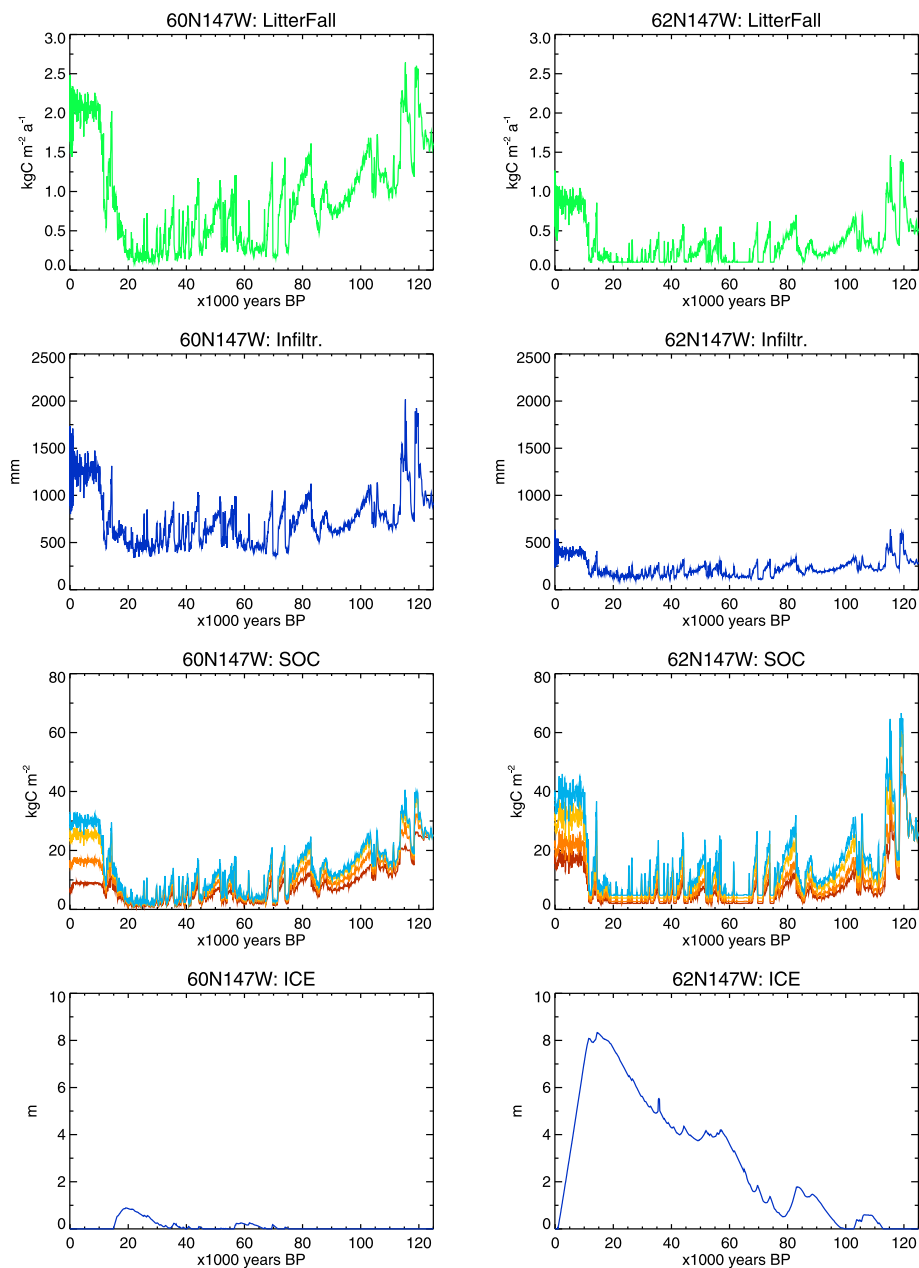 60N147W: LitterFall
3.0
2.5
2.0
1.5
1.0
0.5
0.0
kgC m⁻² a⁻¹
0 20 40 60 80 100 120
x1000 years BP
62N147W: LitterFall
3.0
2.5
2.0
1.5
1.0
0.5
0.0
kgC m⁻² a⁻¹
0 20 40 60 80 100 120
x1000 years BP
60N147W: Infiltr.
2500
2000
1500
1000
500
0
mm
0 20 40 60 80 100 120
x1000 years BP
62N147W: Infiltr.
2500
2000
1500
1000
500
0
mm
0 20 40 60 80 100 120
x1000 years BP
60N147W: SOC
80
60
40
20
0
kgC m⁻²
0 20 40 60 80 100 120
x1000 years BP
62N147W: SOC
80
60
40
20
0
kgC m⁻²
0 20 40 60 80 100 120
x1000 years BP
60N147W: ICE
10
8
6
4
2
0
m
0 20 40 60 80 100 120
x1000 years BP
62N147W: ICE
10
8
6
4
2
0
m
0 20 40 60 80 100 120
x1000 years BP